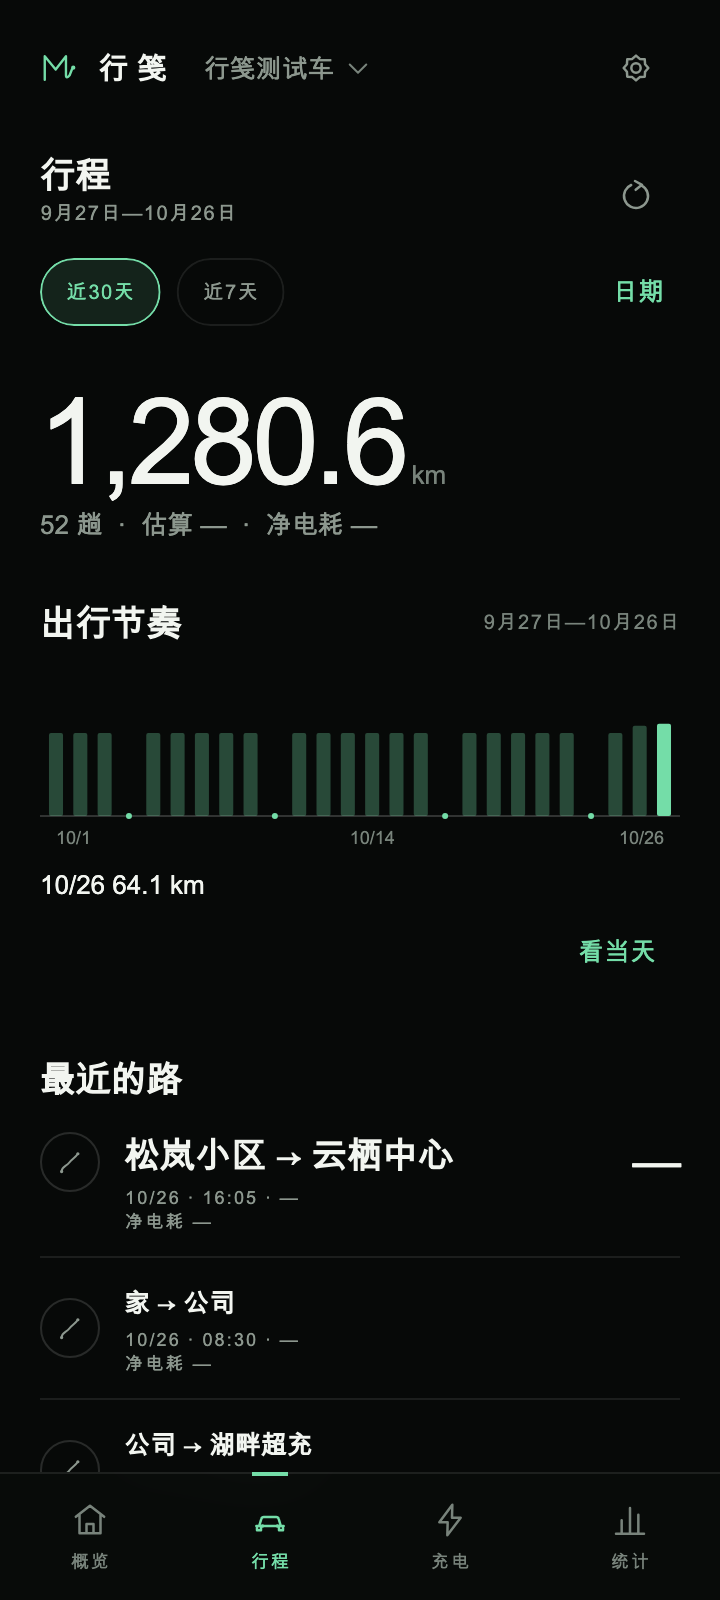 行笺 行笺测试车
行程
9月27日—10月26日
近30天 近7天 日期
1,280.6 km
52 趟 · 估算 — · 净电耗 —
出行节奏 9月27日—10月26日
10/1 10/14 10/26
10/26 64.1 km
看当天
最近的路
松岚小区 → 云栖中心 —
10/26 · 16:05 · —
净电耗 —
家 → 公司
10/26 · 08:30 · —
净电耗 —
公司 → 湖畔超充
概览 行程 充电 统计